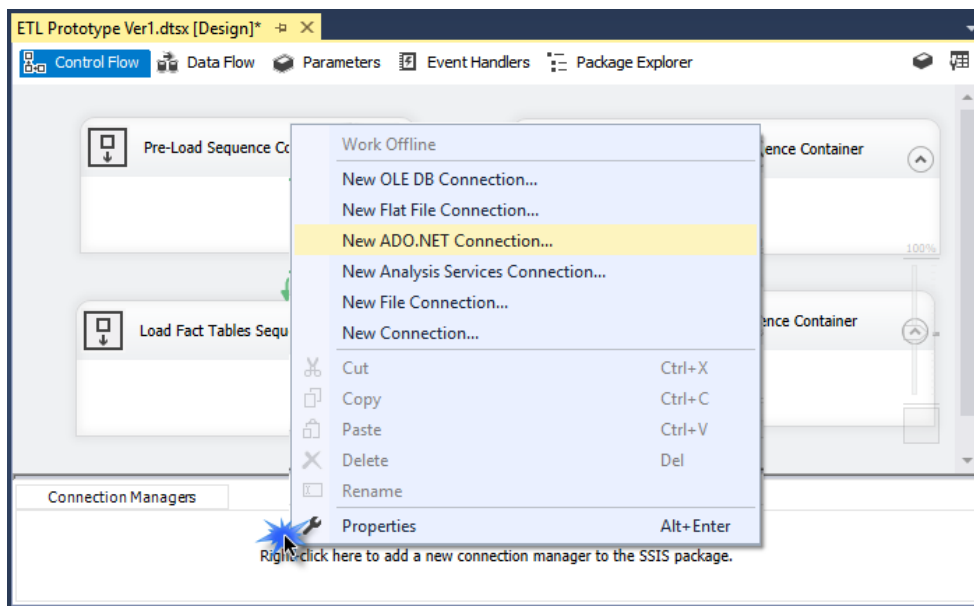 ETL Prototype Ver1.dtsx [Design]*
Control Flow Data Flow Parameters Event Handlers Package Explorer
Pre-Load Sequence
ence Container
100%
Load Fact Tables
ence Container
Work Offline
New OLE DB Connection...
New Flat File Connection...
New ADO.NET Connection...
New Analysis Services Connection...
New File Connection...
New Connection...
Cut Ctrl+X
Copy Ctrl+C
Paste Ctrl+V
Delete Del
Rename
Properties Alt+Enter
Connection Managers
Right-click here to add a new connection manager to the SSIS package.